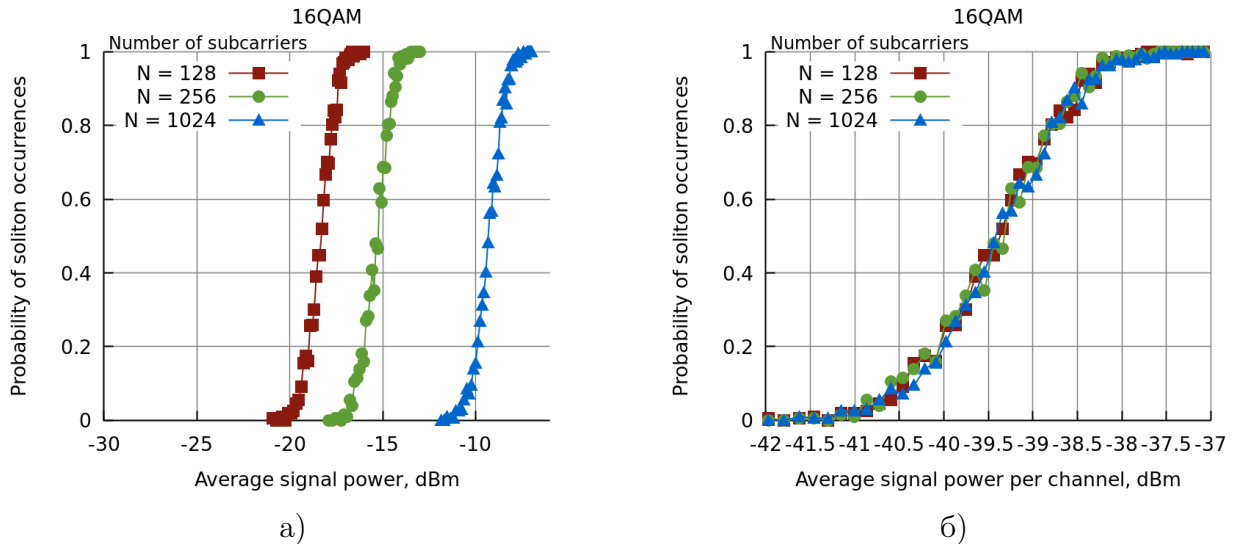 16QAM
Number of subcarriers
N = 128
N = 256
N = 1024
Probability of soliton occurrences
1
0.8
0.6
0.4
0.2
0
-30 -25 -20 -15 -10
Average signal power, dBm
а)
16QAM
Number of subcarriers
N = 128
N = 256
N = 1024
Probability of soliton occurrences
1
0.8
0.6
0.4
0.2
0
-42 -41.5 -41 -40.5 -40 -39.5 -39 -38.5 -38 -37.5 -37
Average signal power per channel, dBm
б)